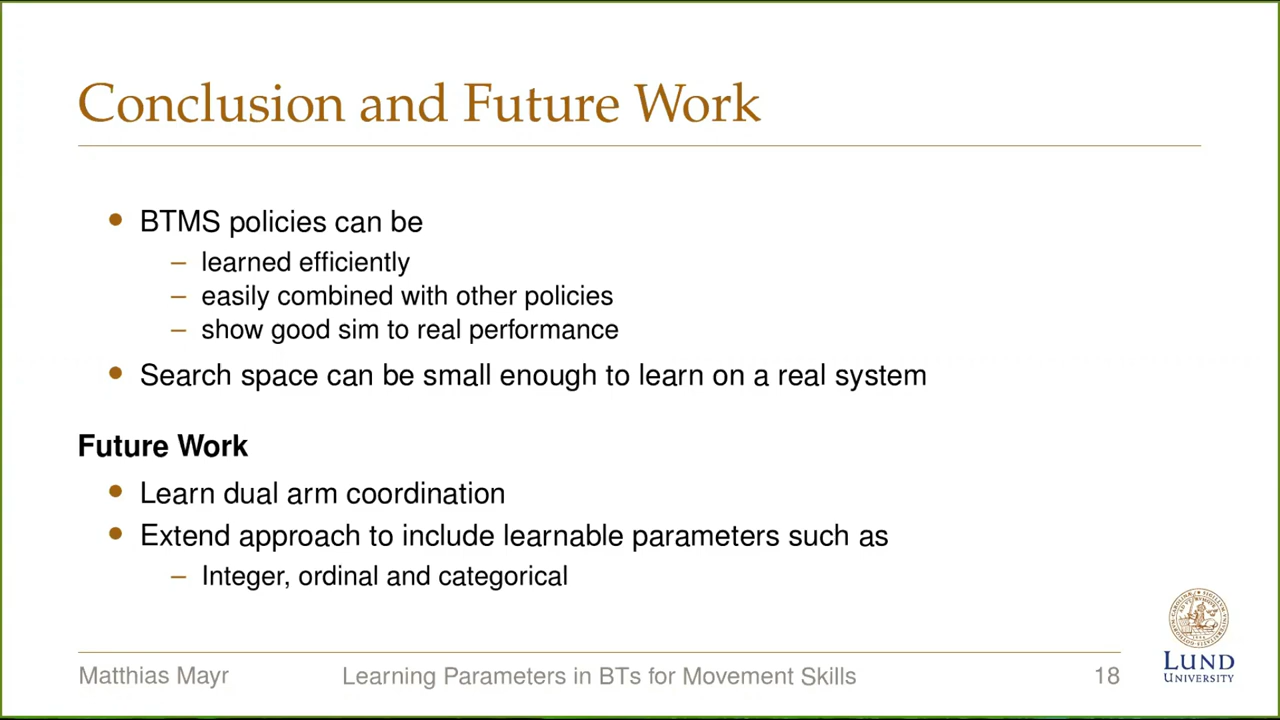 Conclusion and Future Work
• BTMS policies can be
– learned efficiently
– easily combined with other policies
– show good sim to real performance
• Search space can be small enough to learn on a real system
Future Work
• Learn dual arm coordination
• Extend approach to include learnable parameters such as
– Integer, ordinal and categorical
Matthias Mayr Learning Parameters in BTs for Movement Skills 18
LUND
UNIVERSITY